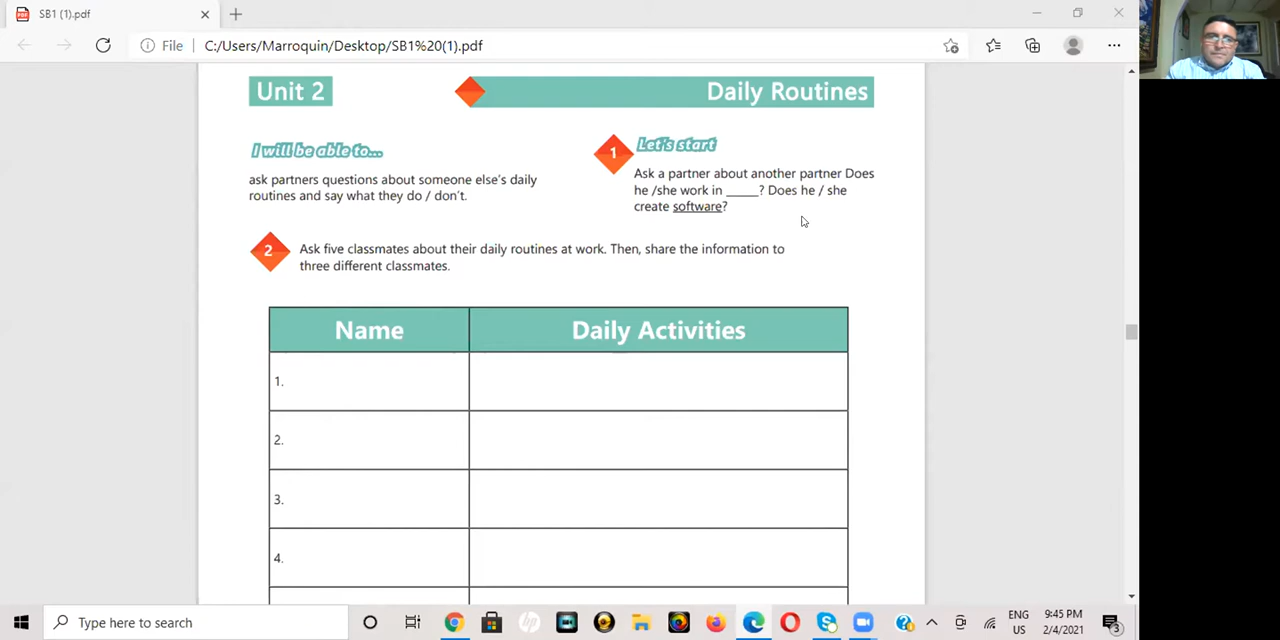 SB1 (1).pdf
File
C:/Users/Marroquin/Desktop/SB1%20(1).pdf
Unit 2
Daily Routines
I will be able to...
ask partners questions about someone else's daily
routines and say what they do / don't.
1
Let's start
Ask a partner about another partner Does
he /she work in _____? Does he / she
create software?
2
Ask five classmates about their daily routines at work. Then, share the information to
three different classmates.
Name
Daily Activities
1.
2.
3.
4.
Type here to search
ENG
US
9:45 PM
2/4/2021
3